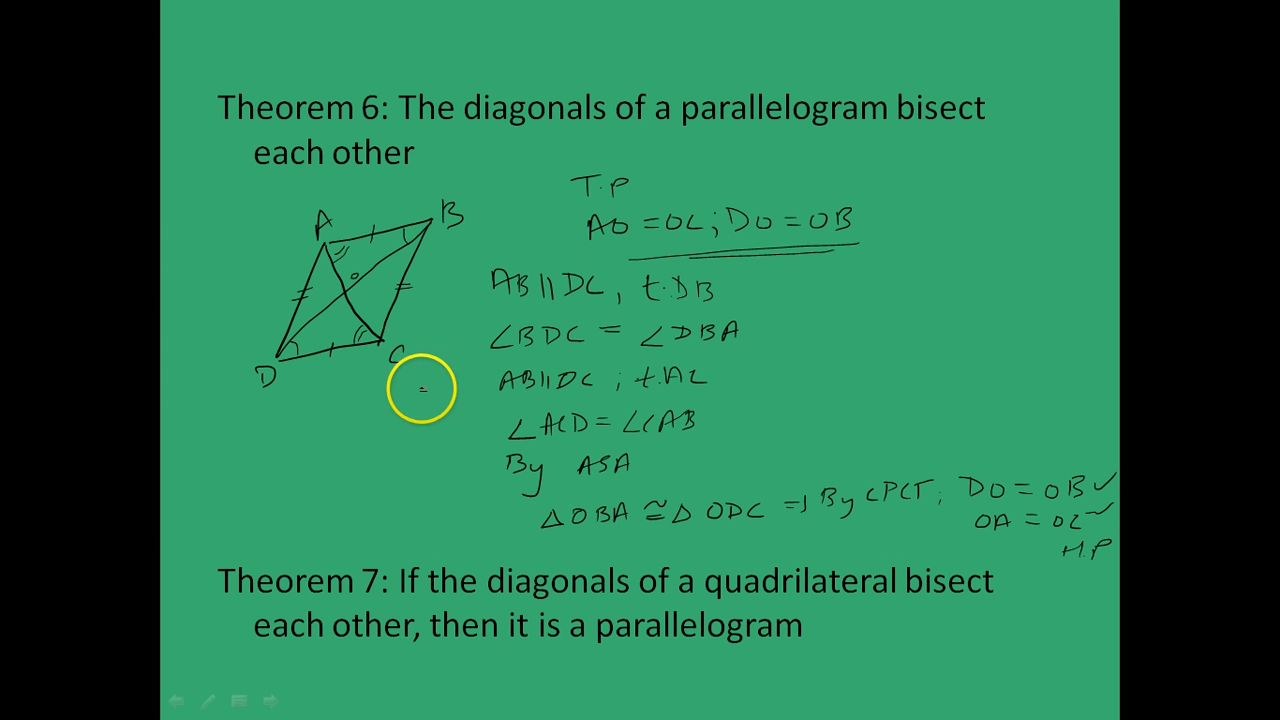 Theorem 6: The diagonals of a parallelogram bisect
each other
T.P
AO = OC ; DO = OB
A
B
O
D
C
AB || DC , t.DB
∠BDC = ∠DBA
AB || DC ; t.AC
∠ACD = ∠CAB
By ASA
△OBA ≅ △ODC ⇒ By CPCT; DO = OB ✓
OA = OC ✓
H.P
Theorem 7: If the diagonals of a quadrilateral bisect
each other, then it is a parallelogram